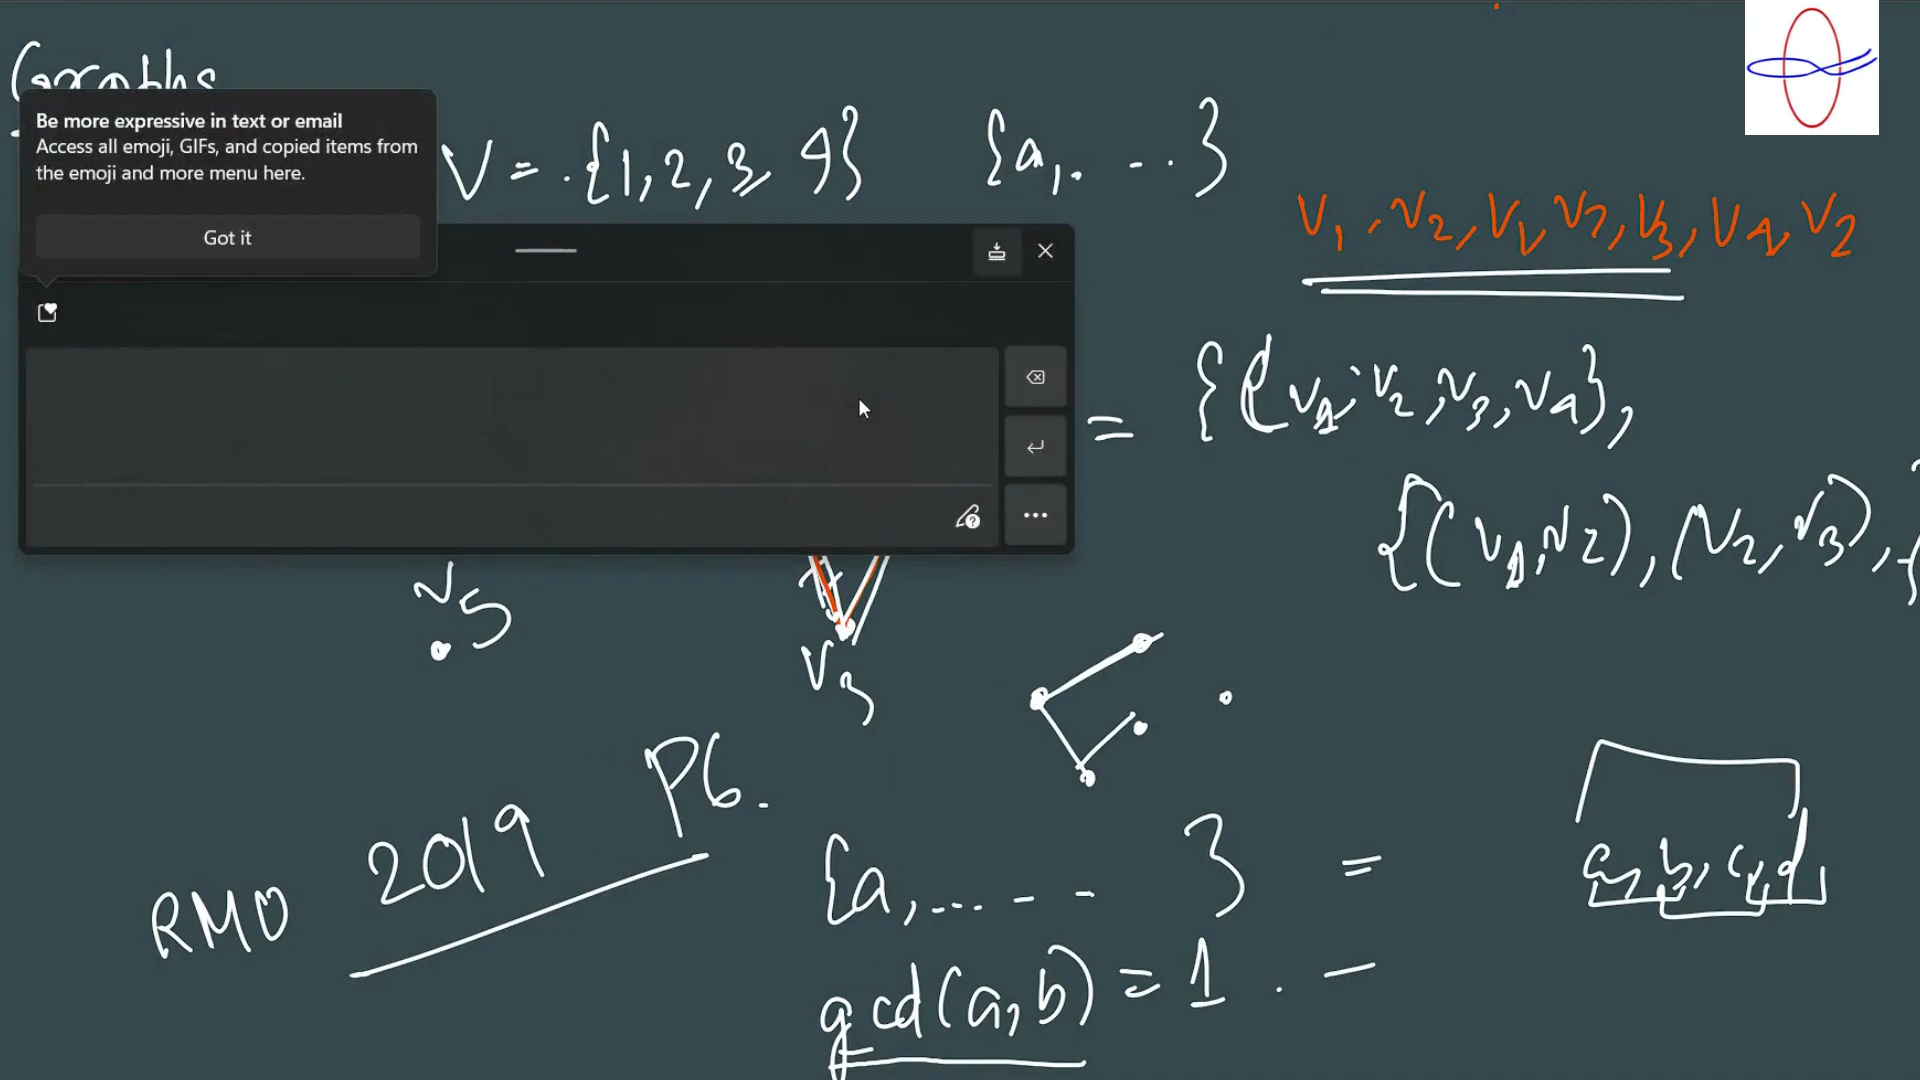 Graphs
Be more expressive in text or email
Access all emoji, GIFs, and copied items from
the emoji and more menu here.
Got it
V = {1, 2, 3, 4} {a, . . . }
V1, V2, V1, V2, V3, V4, V2
= {(V1, V2, V3, V4},
{(V1, V2), (V2, V3), {
V5
V3
RMO 2019 P6.
{a, . . . . - - } = a, b, c, d,
gcd(a, b) = 1 . —